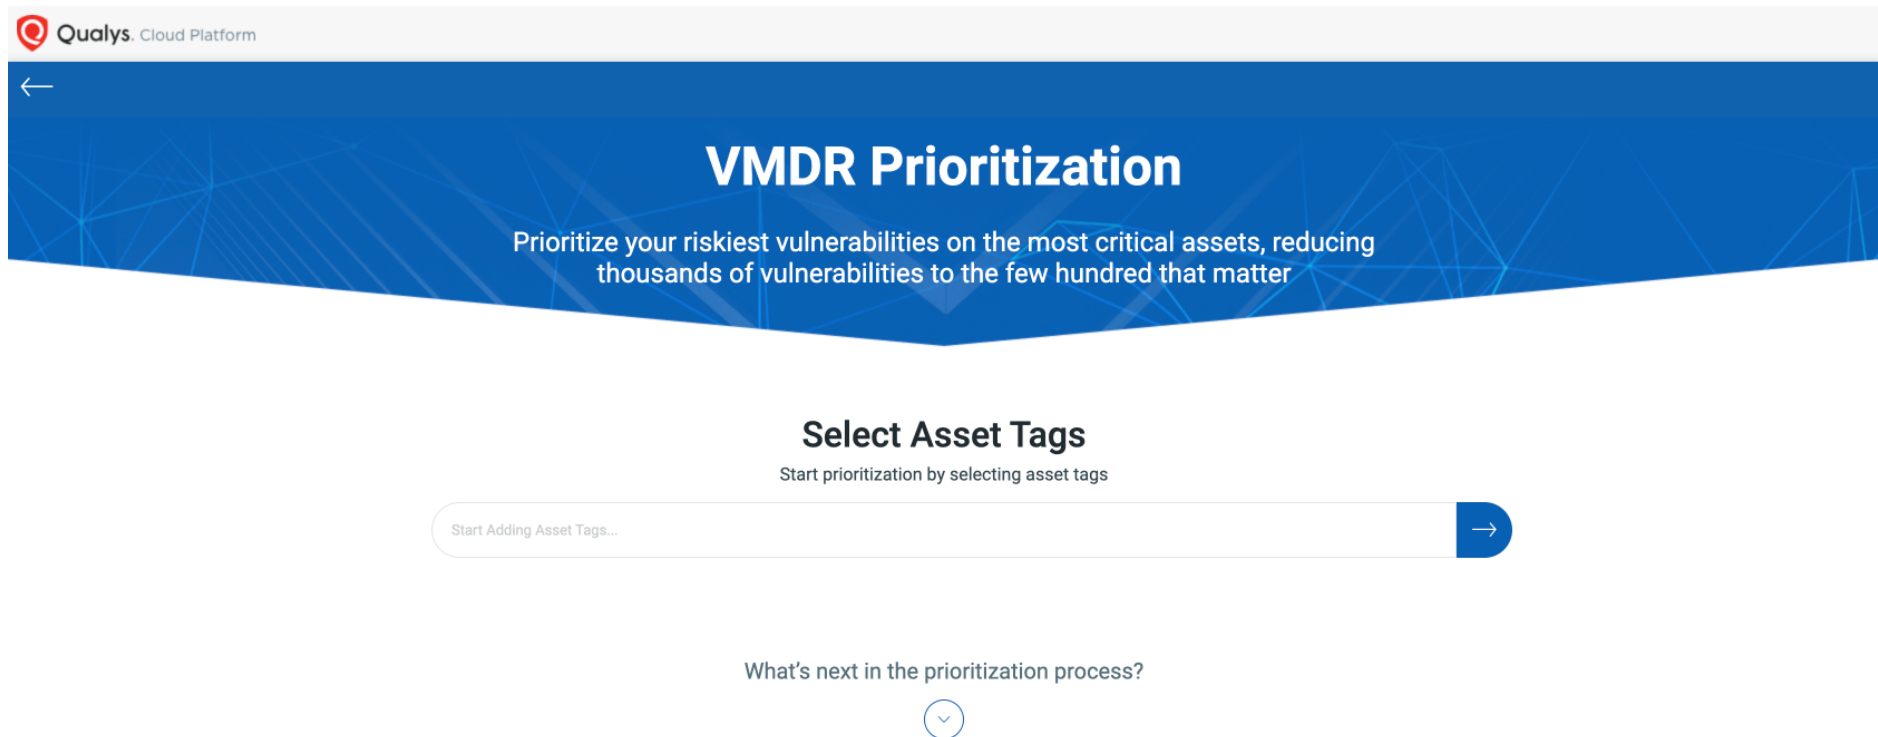 Qualys. Cloud Platform
VMDR Prioritization
Prioritize your riskiest vulnerabilities on the most critical assets, reducing
thousands of vulnerabilities to the few hundred that matter
Select Asset Tags
Start prioritization by selecting asset tags
Start Adding Asset Tags...
What's next in the prioritization process?